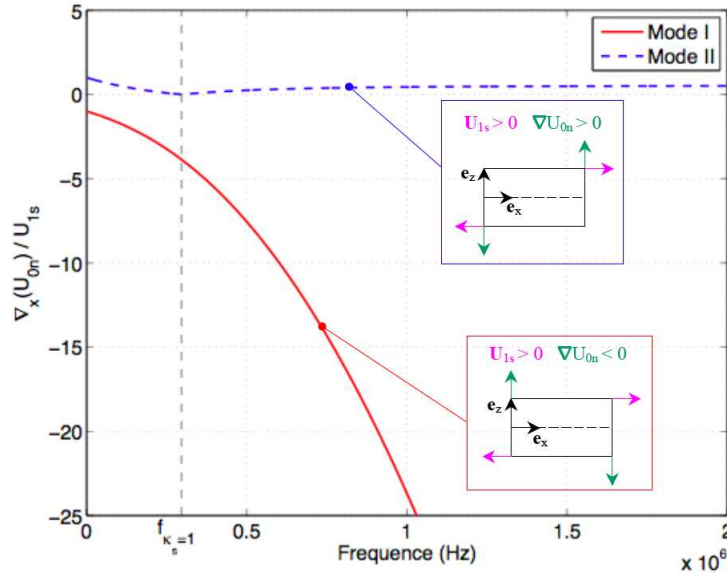 5
0
−5
−10
−15
−20
−25
∇x(U0n) / U1s
Mode I
Mode II
U1s > 0 ∇U0n > 0
ez
ex
U1s > 0 ∇U0n < 0
ez
ex
0 fκs=1 0.5 1 1.5 2
Frequence (Hz)
x 10^6